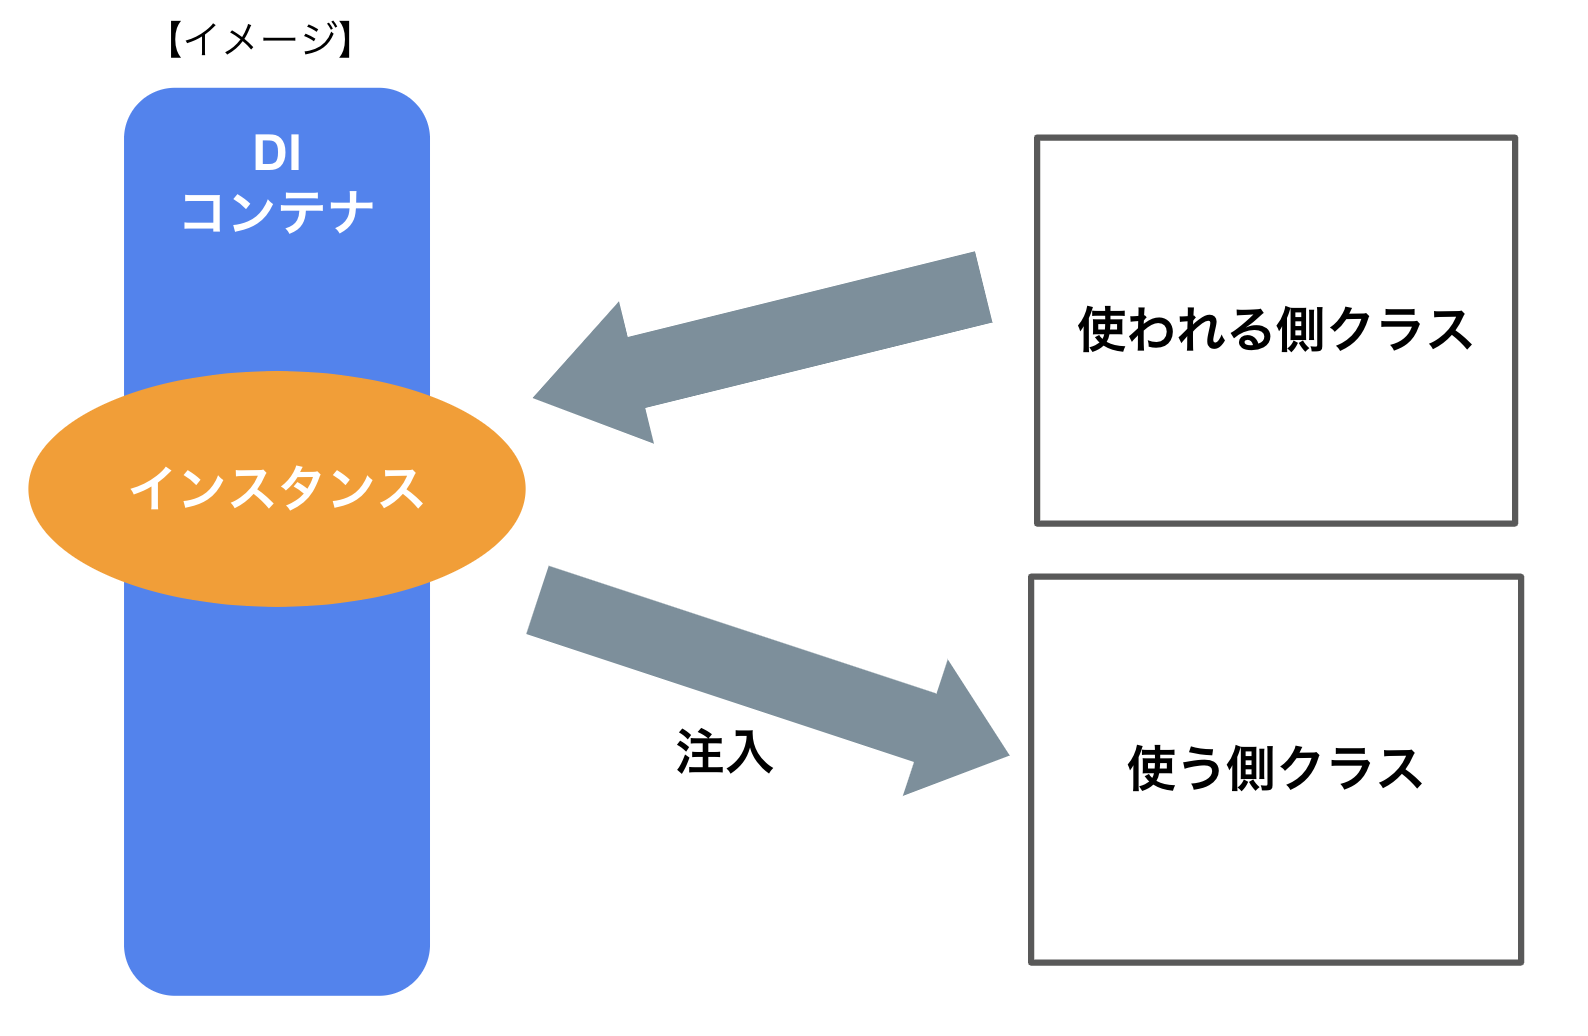 【イメージ】
DI
コンテナ
使われる側クラス
インスタンス
注入
使う側クラス